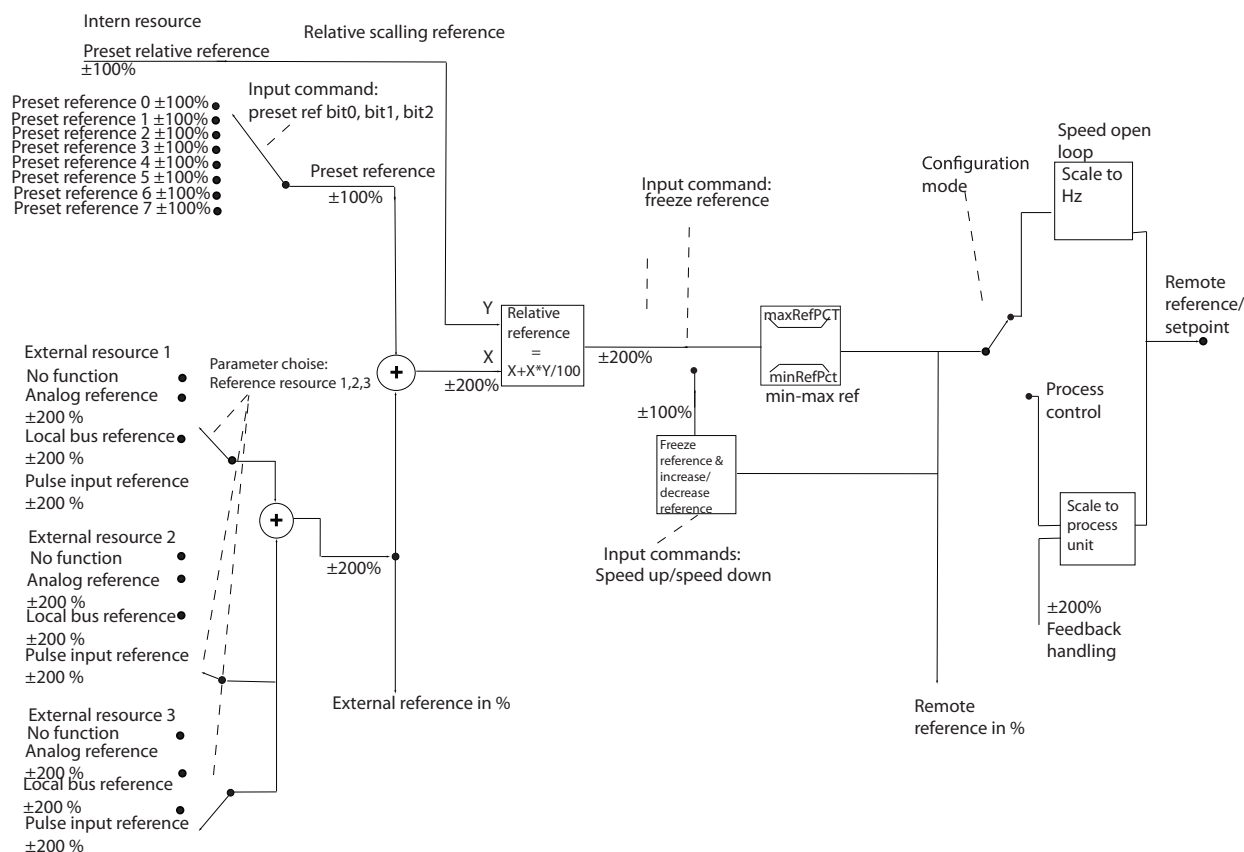 Intern resource
Relative scalling reference
Preset relative reference
±100%
Input command:
preset ref bit0, bit1, bit2
Preset reference 0 ±100%
Preset reference 1 ±100%
Preset reference 2 ±100%
Preset reference 3 ±100%
Preset reference 4 ±100%
Preset reference 5 ±100%
Preset reference 6 ±100%
Preset reference 7 ±100%
Preset reference
±100%
Input command:
freeze reference
Configuration
mode
Speed open
loop
Scale to
Hz
Remote
reference/
setpoint
Y
X
Relative
reference
=
X+X*Y/100
±200%
±200%
maxRefPCT
minRefPct
min-max ref
External resource 1
No function
Analog reference
±200 %
Local bus reference
±200 %
Pulse input reference
±200 %
Parameter choise:
Reference resource 1,2,3
+
+
±200%
±100%
Freeze
reference &
increase/
decrease
reference
Input commands:
Speed up/speed down
Process
control
Scale to
process
unit
±200%
Feedback
handling
External resource 2
No function
Analog reference
±200 %
Local bus reference
±200 %
Pulse input reference
±200 %
External resource 3
No function
Analog reference
±200 %
Local bus reference
±200 %
Pulse input reference
±200 %
External reference in %
Remote
reference in %